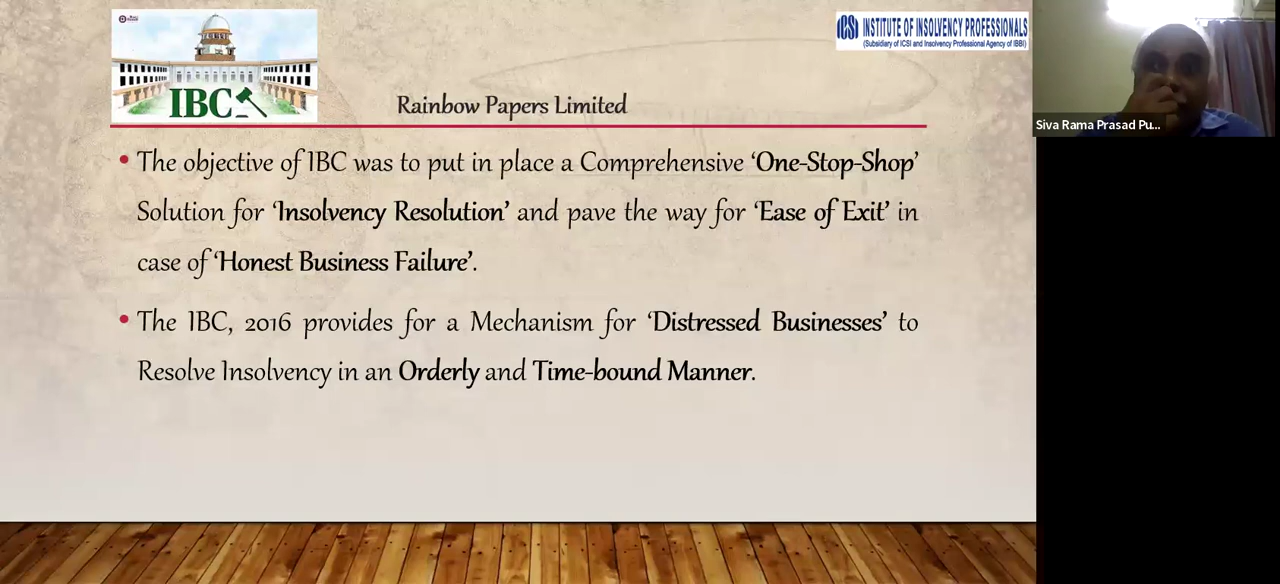 IBC
ICSI INSTITUTE OF INSOLVENCY PROFESSIONALS
(Subsidiary of ICSI and Insolvency Professional Agency of IBBI)
Siva Rama Prasad Pu...
Rainbow Papers Limited
• The objective of IBC was to put in place a Comprehensive ‘One-Stop-Shop’
Solution for ‘Insolvency Resolution’ and pave the way for ‘Ease of Exit’ in
case of ‘Honest Business Failure’.
• The IBC, 2016 provides for a Mechanism for ‘Distressed Businesses’ to
Resolve Insolvency in an Orderly and Time-bound Manner.